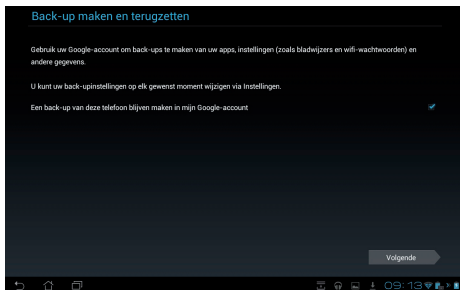 Back-up maken en terugzetten
Gebruik uw Google-account om back-ups te maken van uw apps, instellingen (zoals bladwijzers en wifi-wachtwoorden) en
andere gegevens.
U kunt uw back-upinstellingen op elk gewenst moment wijzigen via Instellingen.
Een back-up van deze telefoon blijven maken in mijn Google-account
Volgende
09:13